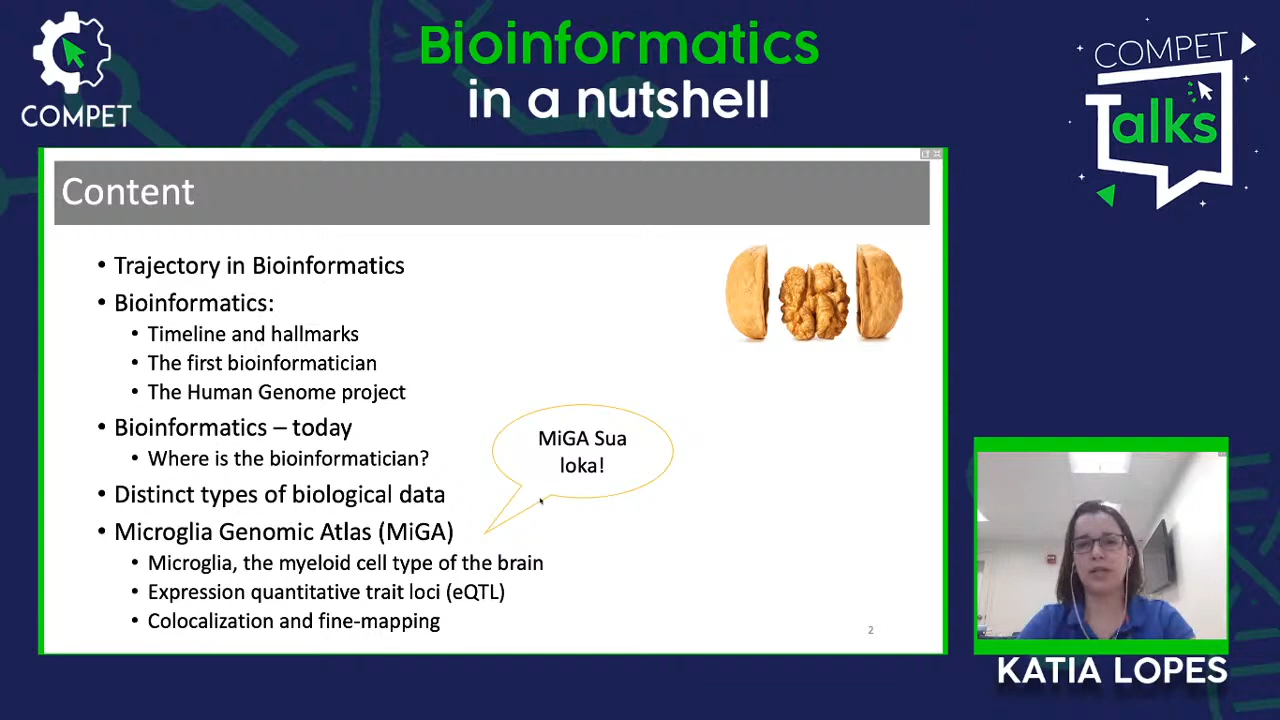 COMPET
Bioinformatics
in a nutshell
COMPET
Talks
Content
• Trajectory in Bioinformatics
• Bioinformatics:
• Timeline and hallmarks
• The first bioinformatician
• The Human Genome project
• Bioinformatics – today
• Where is the bioinformatician?
• Distinct types of biological data
• Microglia Genomic Atlas (MiGA)
• Microglia, the myeloid cell type of the brain
• Expression quantitative trait loci (eQTL)
• Colocalization and fine-mapping
MiGA Sua
loka!
2
KATIA LOPES